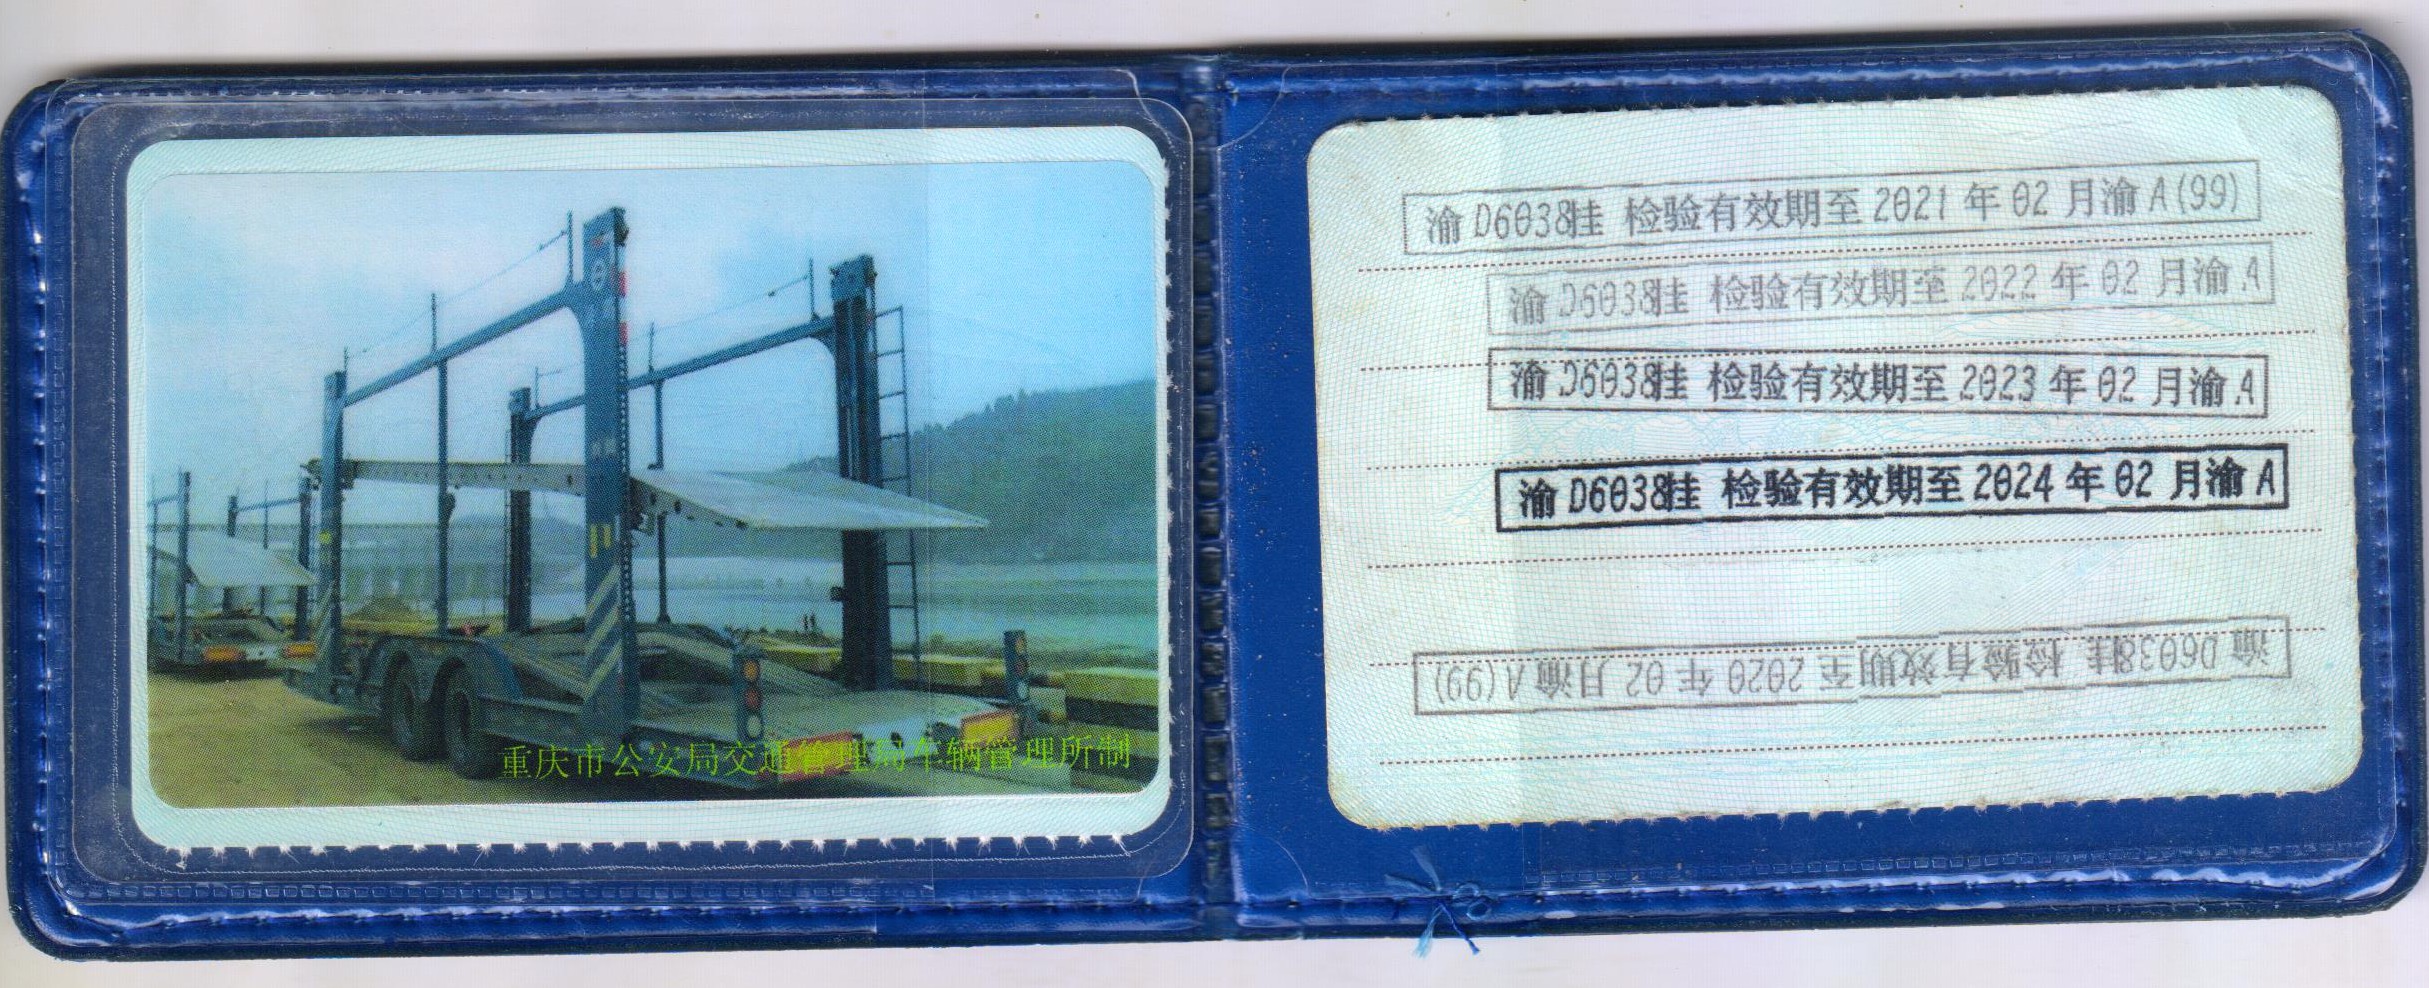 重庆市公安局交通管理局车辆管理所制
渝D6038挂 检验有效期至2021年02月渝A(99)
渝D6038挂 检验有效期至2022年02月渝A
渝D6038挂 检验有效期至2023年02月渝A
渝D6038挂 检验有效期至2024年02月渝A
渝D6038挂 检验有效期至2020年02月渝A(99)